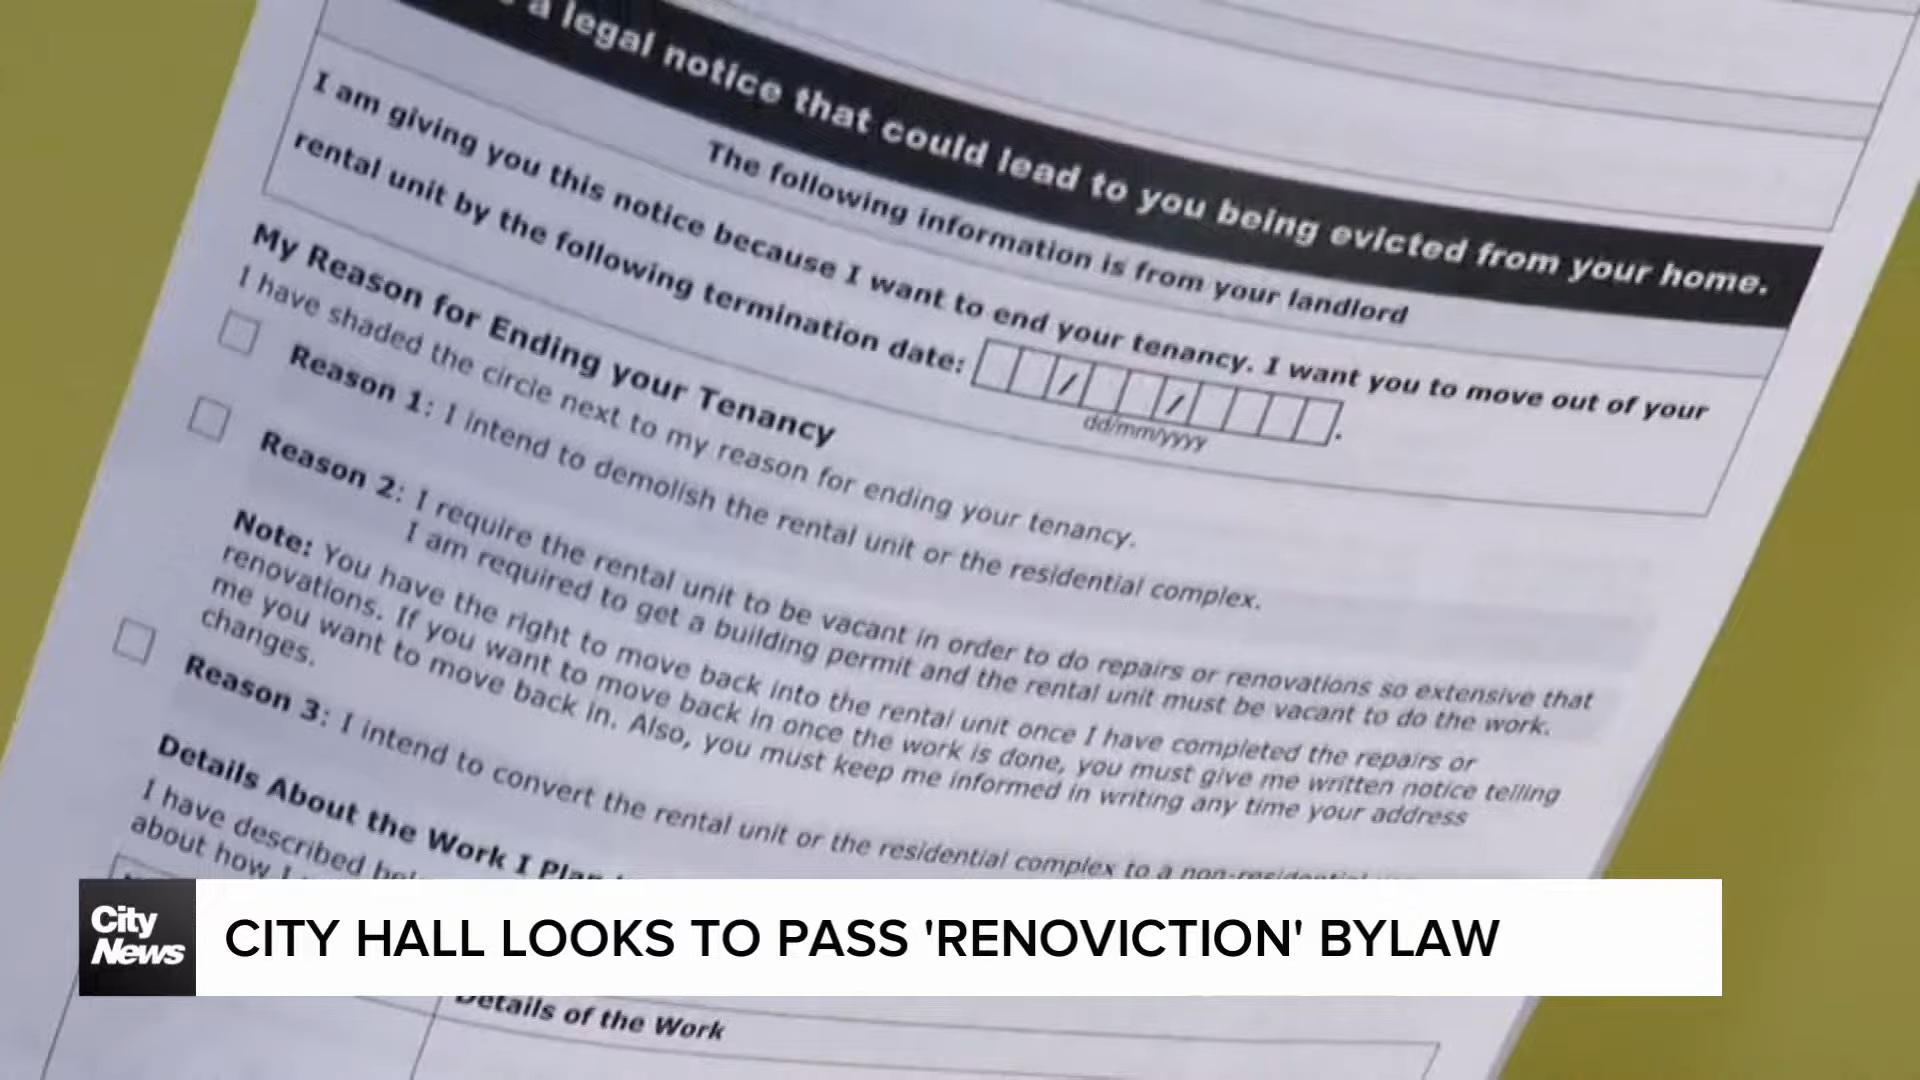 a legal notice that could lead to you being evicted from your home.
The following information is from your landlord
I am giving you this notice because I want to end your tenancy. I want you to move out of your
rental unit by the following termination date: / / .
dd/mm/yyyy
My Reason for Ending your Tenancy
I have shaded the circle next to my reason for ending your tenancy.
Reason 1: I intend to demolish the rental unit or the residential complex.
Reason 2: I require the rental unit to be vacant in order to do repairs or renovations so extensive that
I am required to get a building permit and the rental unit must be vacant to do the work.
Note: You have the right to move back into the rental unit once I have completed the repairs or
renovations. If you want to move back in once the work is done, you must give me written notice telling
me you want to move back in. Also, you must keep me informed in writing any time your address
changes.
Reason 3: I intend to convert the rental unit or the residential complex to a non-residential
Details About the Work I Plan
I have described
about how I
City
News
CITY HALL LOOKS TO PASS 'RENOVICTION' BYLAW
Details of the Work